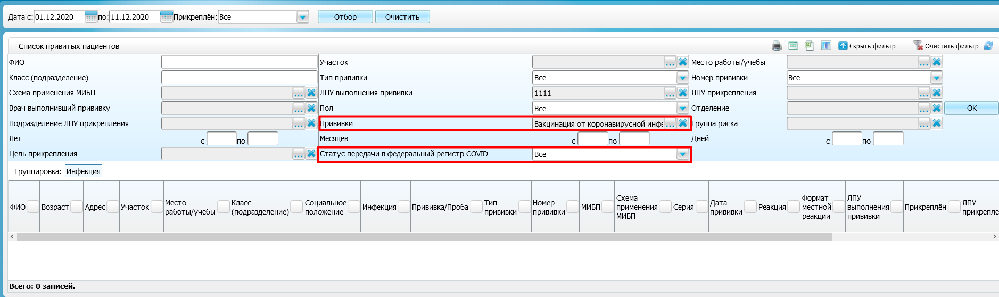 Дата с: 01.12.2020 по: 11.12.2020 Прикреплён: Все Отбор Очистить
Список привитых пациентов Скрыть фильтр Очистить фильтр
ФИО Участок ... Место работы/учебы ...
Класс (подразделение) Тип прививки Все Номер прививки Все
Схема применения МИБП ... ЛПУ выполнения прививки 1111 ... ЛПУ прикрепления ...
Врач выполнивший прививку ... Пол Все Отделение ... ОК
Подразделение ЛПУ прикрепления ... Прививки Вакцинация от коронавирусной инфе ... Группа риска ...
Лет с по Месяцев с по Дней с по
Цель прикрепления ... Статус передачи в федеральный регистр COVID Все
Группировка: Инфекция
ФИО Возраст Адрес Участок Место работы/учебы Класс (подразделение) Социальное положение Инфекция Прививка/Проба Тип прививки Номер прививки МИБП Схема применения МИБП Серия Дата прививки Реакция Формат местной реакции ЛПУ выполнения прививки Прикреплён ЛПУ прикрепле
Всего: 0 записей.